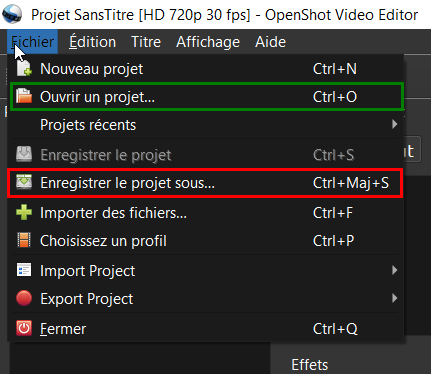 Projet SansTitre [HD 720p 30 fps] - OpenShot Video Editor
Fichier Édition Titre Affichage Aide
Nouveau projet Ctrl+N
Ouvrir un projet... Ctrl+O
Projets récents
Enregistrer le projet Ctrl+S
Enregistrer le projet sous... Ctrl+Maj+S
Importer des fichiers... Ctrl+F
Choisissez un profil Ctrl+P
Import Project
Export Project
Fermer Ctrl+Q
Effets